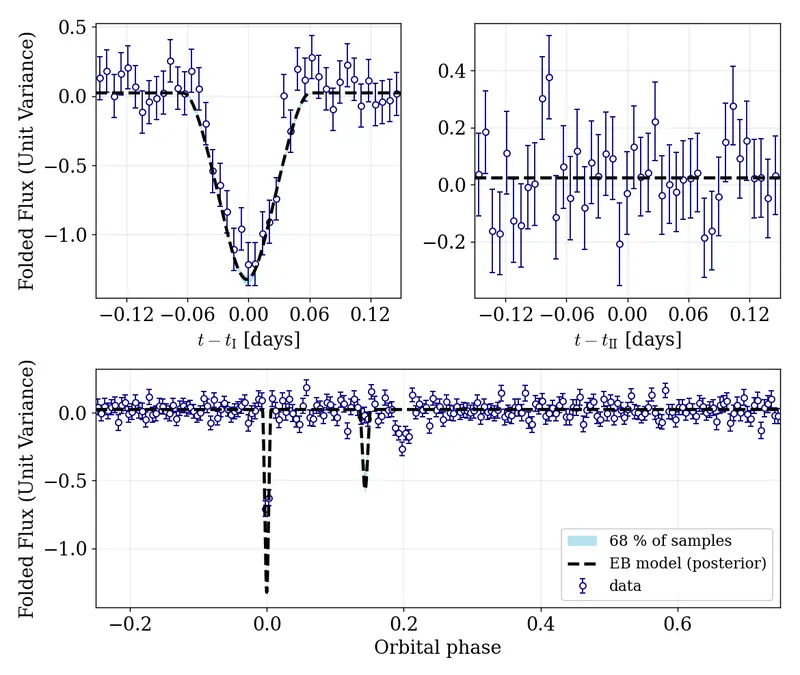 Folded Flux (Unit Variance)
0.5
0.0
−0.5
−1.0
−0.12 −0.06 0.00 0.06 0.12
t − tI [days]
0.4
0.2
0.0
−0.2
−0.12 −0.06 0.00 0.06 0.12
t − tII [days]
Folded Flux (Unit Variance)
0.0
−0.5
−1.0
68 % of samples
EB model (posterior)
data
−0.2 0.0 0.2 0.4 0.6
Orbital phase